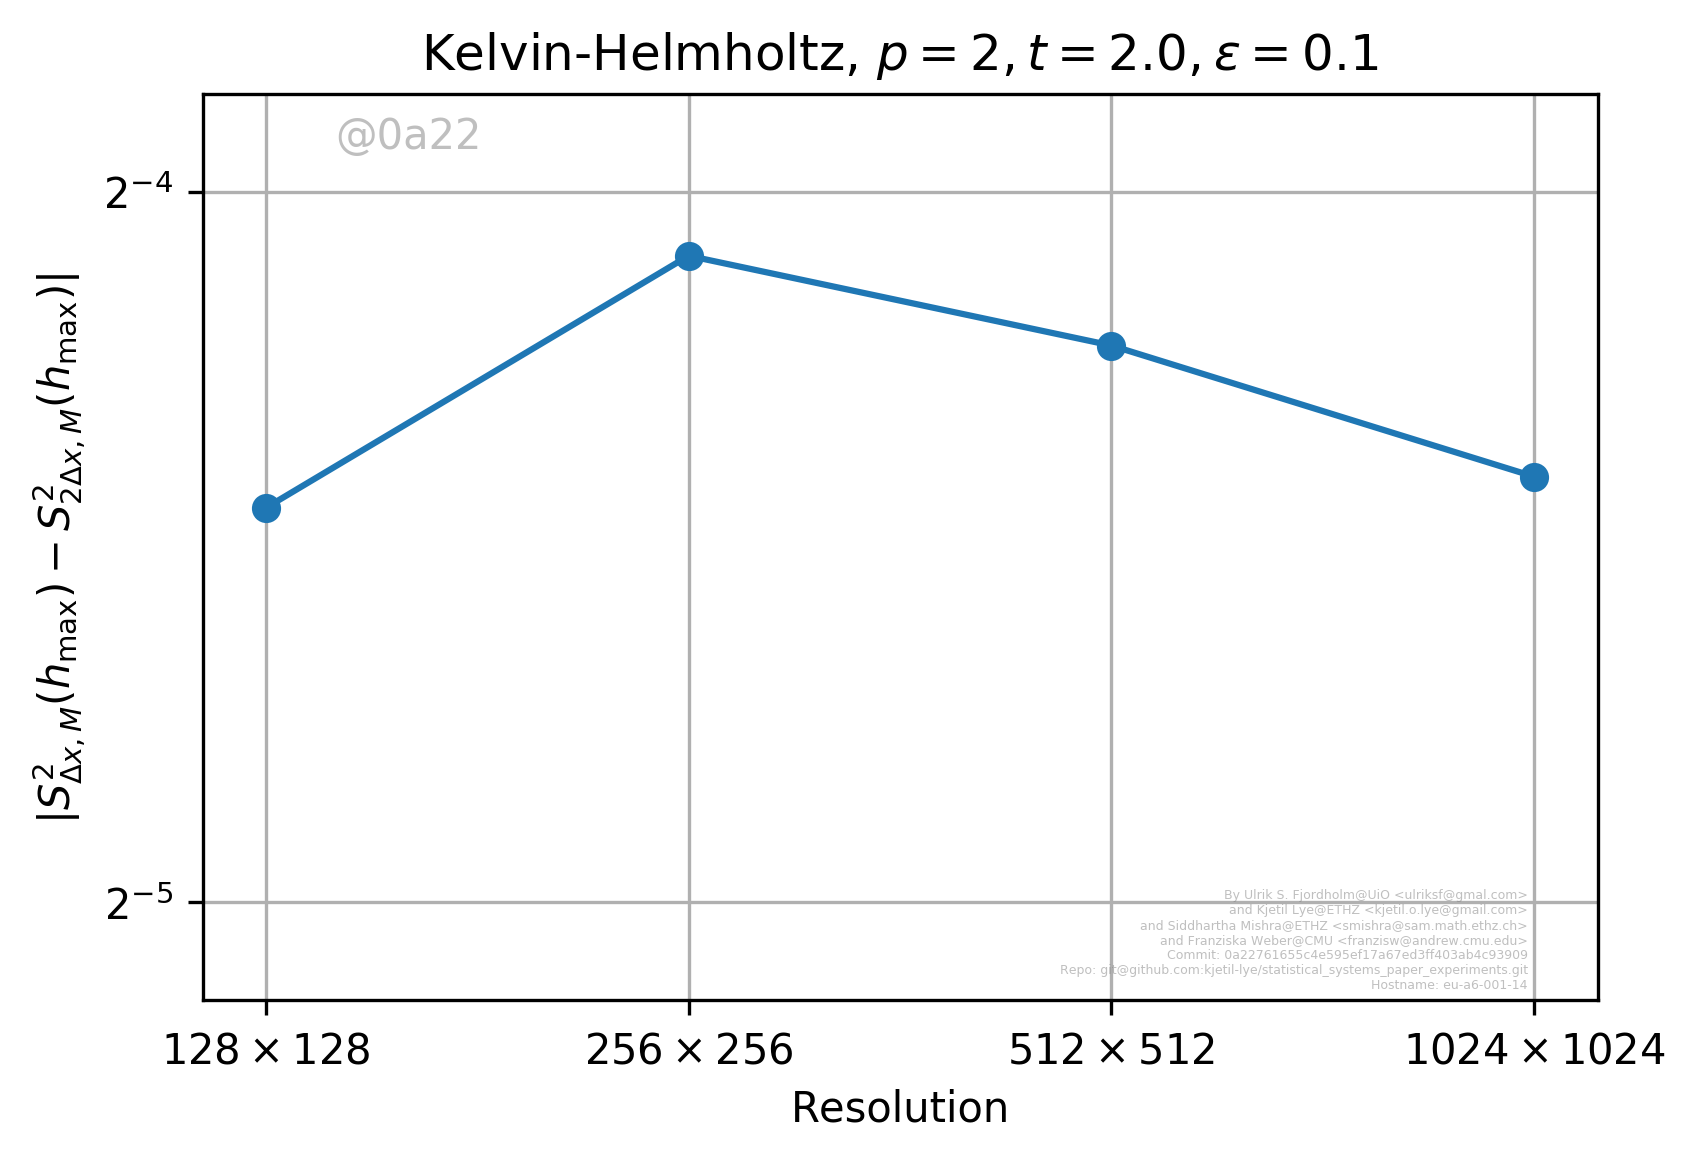 Kelvin-Helmholtz, p = 2, t = 2.0, ε = 0.1
@0a22
2⁻⁴
|S²_{Δx, M}(h_max) − S²_{2Δx, M}(h_max)|
2⁻⁵
By Ulrik S. Fjordholm@UiO <ulriksf@gmal.com>
and Kjetil Lye@ETHZ <kjetil.o.lye@gmail.com>
and Siddhartha Mishra@ETHZ <smishra@sam.math.ethz.ch>
and Franziska Weber@CMU <franzisw@andrew.cmu.edu>
Commit: 0a22761655c4e595ef17a67ed3ff403ab4c93909
Repo: git@github.com:kjetil-lye/statistical_systems_paper_experiments.git
Hostname: eu-a6-001-14
128 × 128 256 × 256 512 × 512 1024 × 1024
Resolution